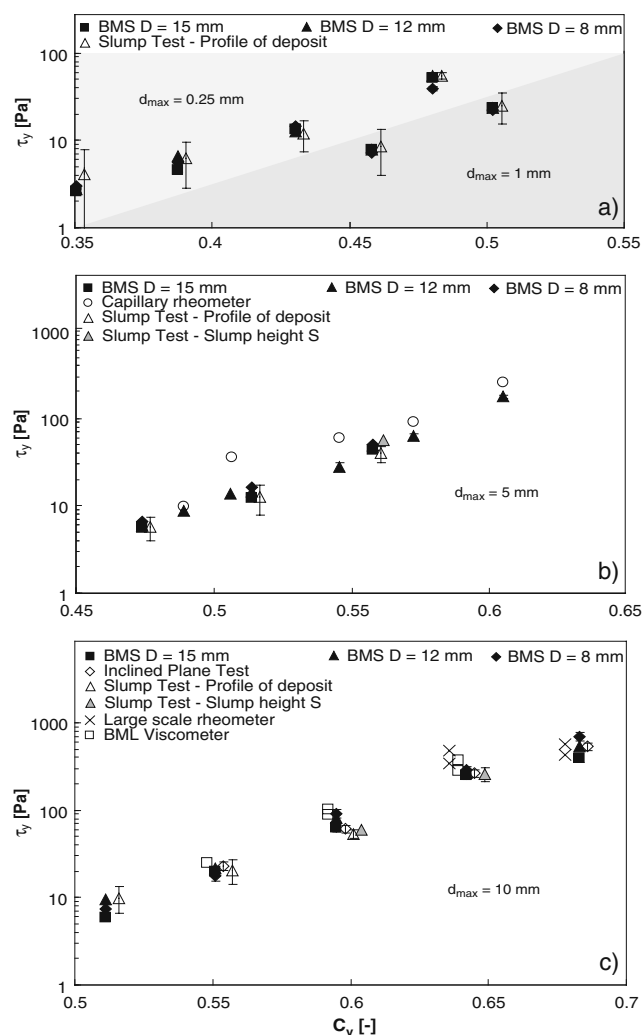 ■ BMS D = 15 mm ▲ BMS D = 12 mm ◆ BMS D = 8 mm
△ Slump Test - Profile of deposit
τy [Pa]
100
10
1
d_max = 0.25 mm
d_max = 1 mm
a)
0.35 0.4 0.45 0.5 0.55
■ BMS D = 15 mm ▲ BMS D = 12 mm ◆ BMS D = 8 mm
○ Capillary rheometer
△ Slump Test - Profile of deposit
▲ Slump Test - Slump height S
τy [Pa]
1000
100
10
1
d_max = 5 mm
b)
0.45 0.5 0.55 0.6 0.65
■ BMS D = 15 mm ▲ BMS D = 12 mm ◆ BMS D = 8 mm
◇ Inclined Plane Test
△ Slump Test - Profile of deposit
▲ Slump Test - Slump height S
× Large scale rheometer
□ BML Viscometer
τy [Pa]
1000
100
10
1
d_max = 10 mm
c)
0.5 0.55 0.6 0.65 0.7
Cv [-]